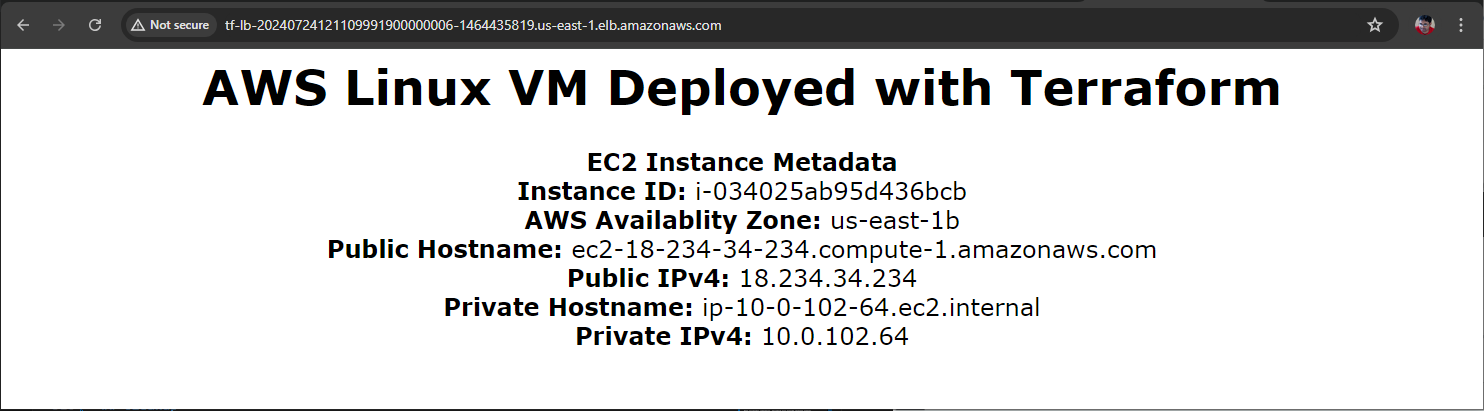 Not secure tf-lb-20240724121109991900000006-1464435819.us-east-1.elb.amazonaws.com
AWS Linux VM Deployed with Terraform
EC2 Instance Metadata
Instance ID: i-034025ab95d436bcb
AWS Availablity Zone: us-east-1b
Public Hostname: ec2-18-234-34-234.compute-1.amazonaws.com
Public IPv4: 18.234.34.234
Private Hostname: ip-10-0-102-64.ec2.internal
Private IPv4: 10.0.102.64